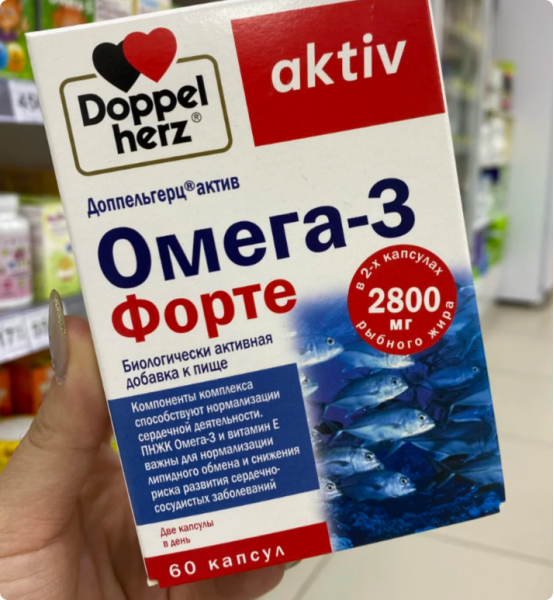 Doppel
herz®
aktiv
Доппельгерц® актив
Омега-3
Форте
в 2-х капсулах
2800
мг
рыбного жира
Биологически активная
добавка к пище
Компоненты комплекса
способствуют нормализации
сердечной деятельности.
ПНЖК Омега-3 и витамин Е
важны для нормализации
липидного обмена и снижения
риска развития сердечно-
сосудистых заболеваний
Две капсулы
в день
60 капсул